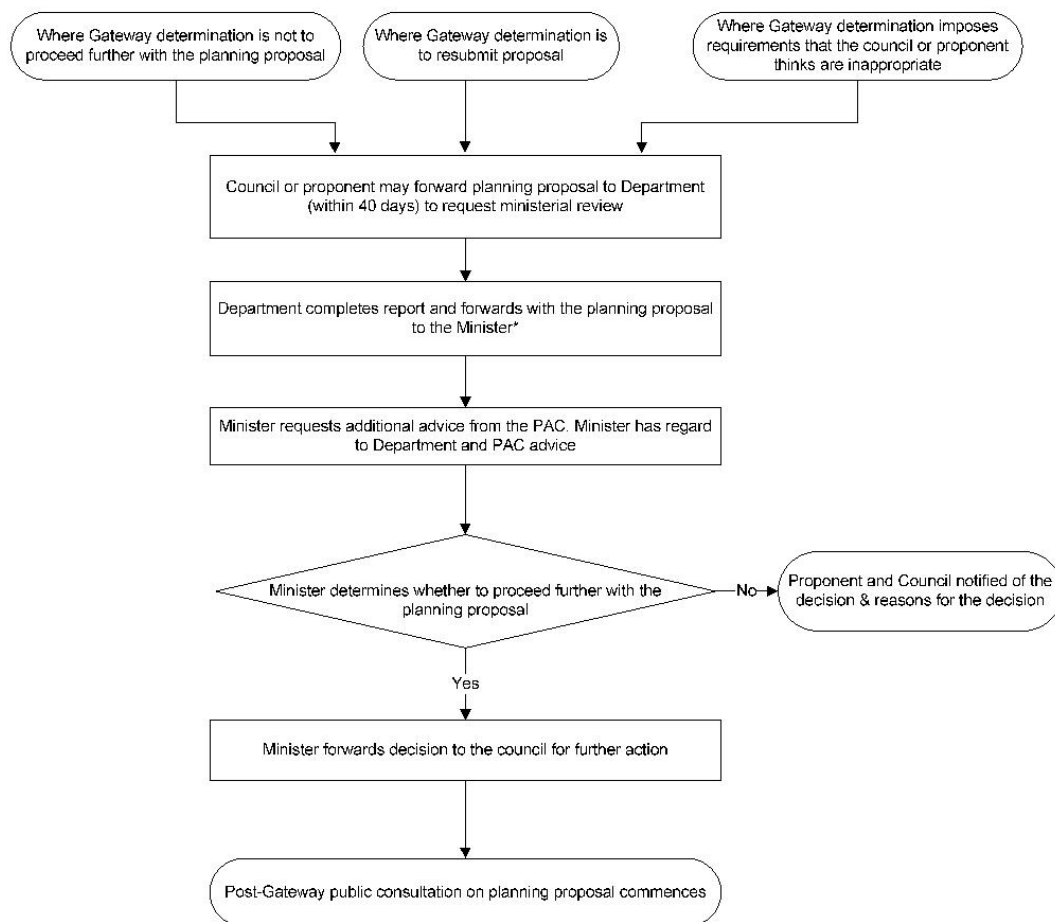 Where Gateway determination is not to
proceed further with the planning proposal
Where Gateway determination is
to resubmit proposal
Where Gateway determination imposes
requirements that the council or proponent
thinks are inappropriate
Council or proponent may forward planning proposal to Department
(within 40 days) to request ministerial review
Department completes report and forwards with the planning proposal
to the Minister*
Minister requests additional advice from the PAC. Minister has regard
to Department and PAC advice
Minister determines whether to proceed further with the
planning proposal
No
Proponent and Council notified of the
decision & reasons for the decision
Yes
Minister forwards decision to the council for further action
Post-Gateway public consultation on planning proposal commences